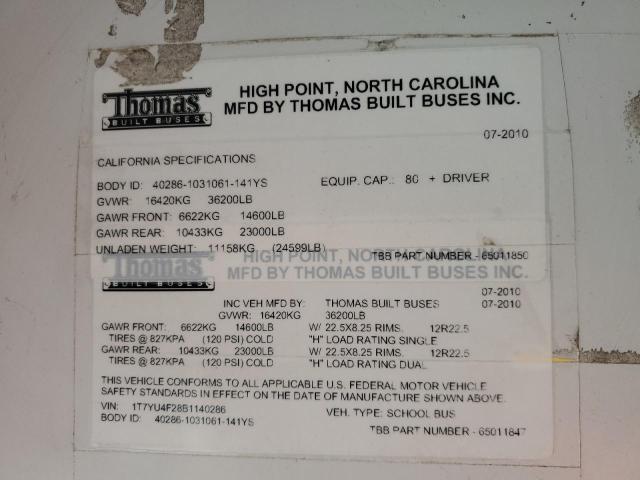 Thomas
BUILT BUSES
HIGH POINT, NORTH CAROLINA
MFD BY THOMAS BUILT BUSES INC.
07-2010
CALIFORNIA SPECIFICATIONS
BODY ID: 40286-1031061-141YS EQUIP. CAP.: 80 + DRIVER
GVWR: 16420KG 36200LB
GAWR FRONT: 6622KG 14600LB
GAWR REAR: 10433KG 23000LB
UNLADEN WEIGHT: 11158KG (24599LB) TBB PART NUMBER - 65011850
Thomas
BUILT BUSES
HIGH POINT, NORTH CAROLINA
MFD BY THOMAS BUILT BUSES INC.
07-2010
INC VEH MFD BY: THOMAS BUILT BUSES 07-2010
GVWR: 16420KG 36200LB
GAWR FRONT: 6622KG 14600LB W/ 22.5X8.25 RIMS. 12R22.5
TIRES @ 827KPA (120 PSI) COLD "H" LOAD RATING SINGLE
GAWR REAR: 10433KG 23000LB W/ 22.5X8.25 RIMS. 12R22.5
TIRES @ 827KPA (120 PSI) COLD "H" LOAD RATING DUAL
THIS VEHICLE CONFORMS TO ALL APPLICABLE U.S. FEDERAL MOTOR VEHICLE
SAFETY STANDARDS IN EFFECT ON THE DATE OF MANUFACTURE SHOWN ABOVE.
VIN: 1T7YU4F28B1140286 VEH. TYPE: SCHOOL BUS
BODY ID: 40286-1031061-141YS
TBB PART NUMBER - 65011847